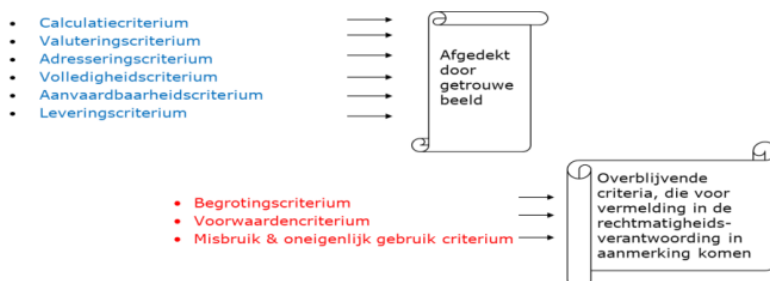 • Calculatiecriterium
• Valuteringscriterium
• Adresseringscriterium
• Volledigheidscriterium
• Aanvaardbaarheidscriterium
• Leveringscriterium
Afgedekt
door
getrouwe
beeld
• Begrotingscriterium
• Voorwaardencriterium
• Misbruik & oneigenlijk gebruik criterium
Overblijvende
criteria, die voor
vermelding in de
rechtmatigheids-
verantwoording in
aanmerking komen